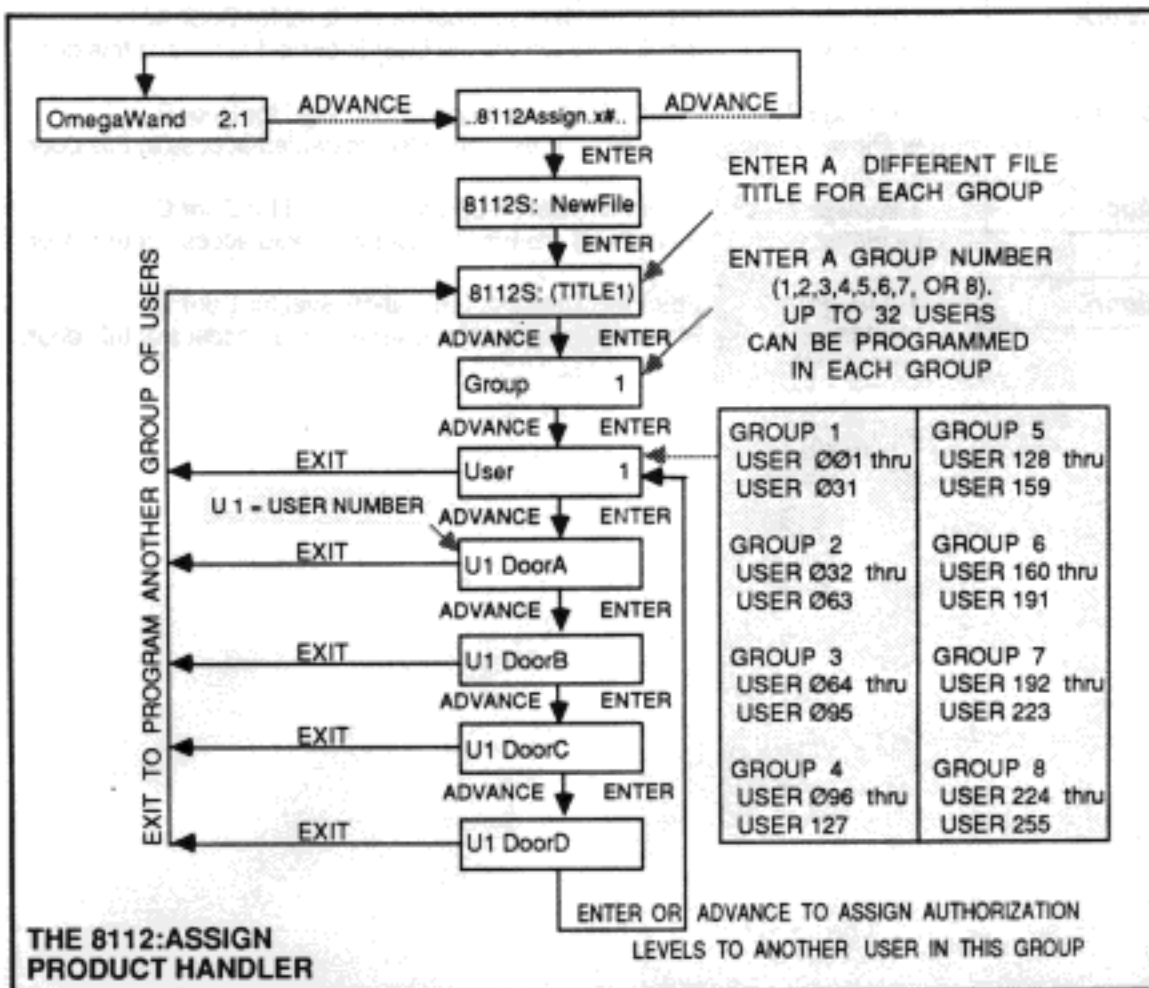 OmegaWand 2.1
ADVANCE
..8112Assign.x#..
ADVANCE
ENTER
8112S: NewFile
ENTER
ENTER A DIFFERENT FILE
TITLE FOR EACH GROUP
8112S: (TITLE1)
ADVANCE ENTER
ENTER A GROUP NUMBER
(1,2,3,4,5,6,7, OR 8).
UP TO 32 USERS
CAN BE PROGRAMMED
IN EACH GROUP
Group 1
ADVANCE ENTER
User 1
EXIT
U 1 = USER NUMBER
ADVANCE ENTER
U1 DoorA
EXIT
ADVANCE ENTER
U1 DoorB
EXIT
ADVANCE ENTER
U1 DoorC
EXIT
ADVANCE ENTER
U1 DoorD
EXIT
EXIT TO PROGRAM ANOTHER GROUP OF USERS
GROUP 1
USER ØØ1 thru
USER Ø31
GROUP 2
USER Ø32 thru
USER Ø63
GROUP 3
USER Ø64 thru
USER Ø95
GROUP 4
USER Ø96 thru
USER 127
GROUP 5
USER 128 thru
USER 159
GROUP 6
USER 160 thru
USER 191
GROUP 7
USER 192 thru
USER 223
GROUP 8
USER 224 thru
USER 255
ENTER OR ADVANCE TO ASSIGN AUTHORIZATION
LEVELS TO ANOTHER USER IN THIS GROUP
THE 8112:ASSIGN
PRODUCT HANDLER